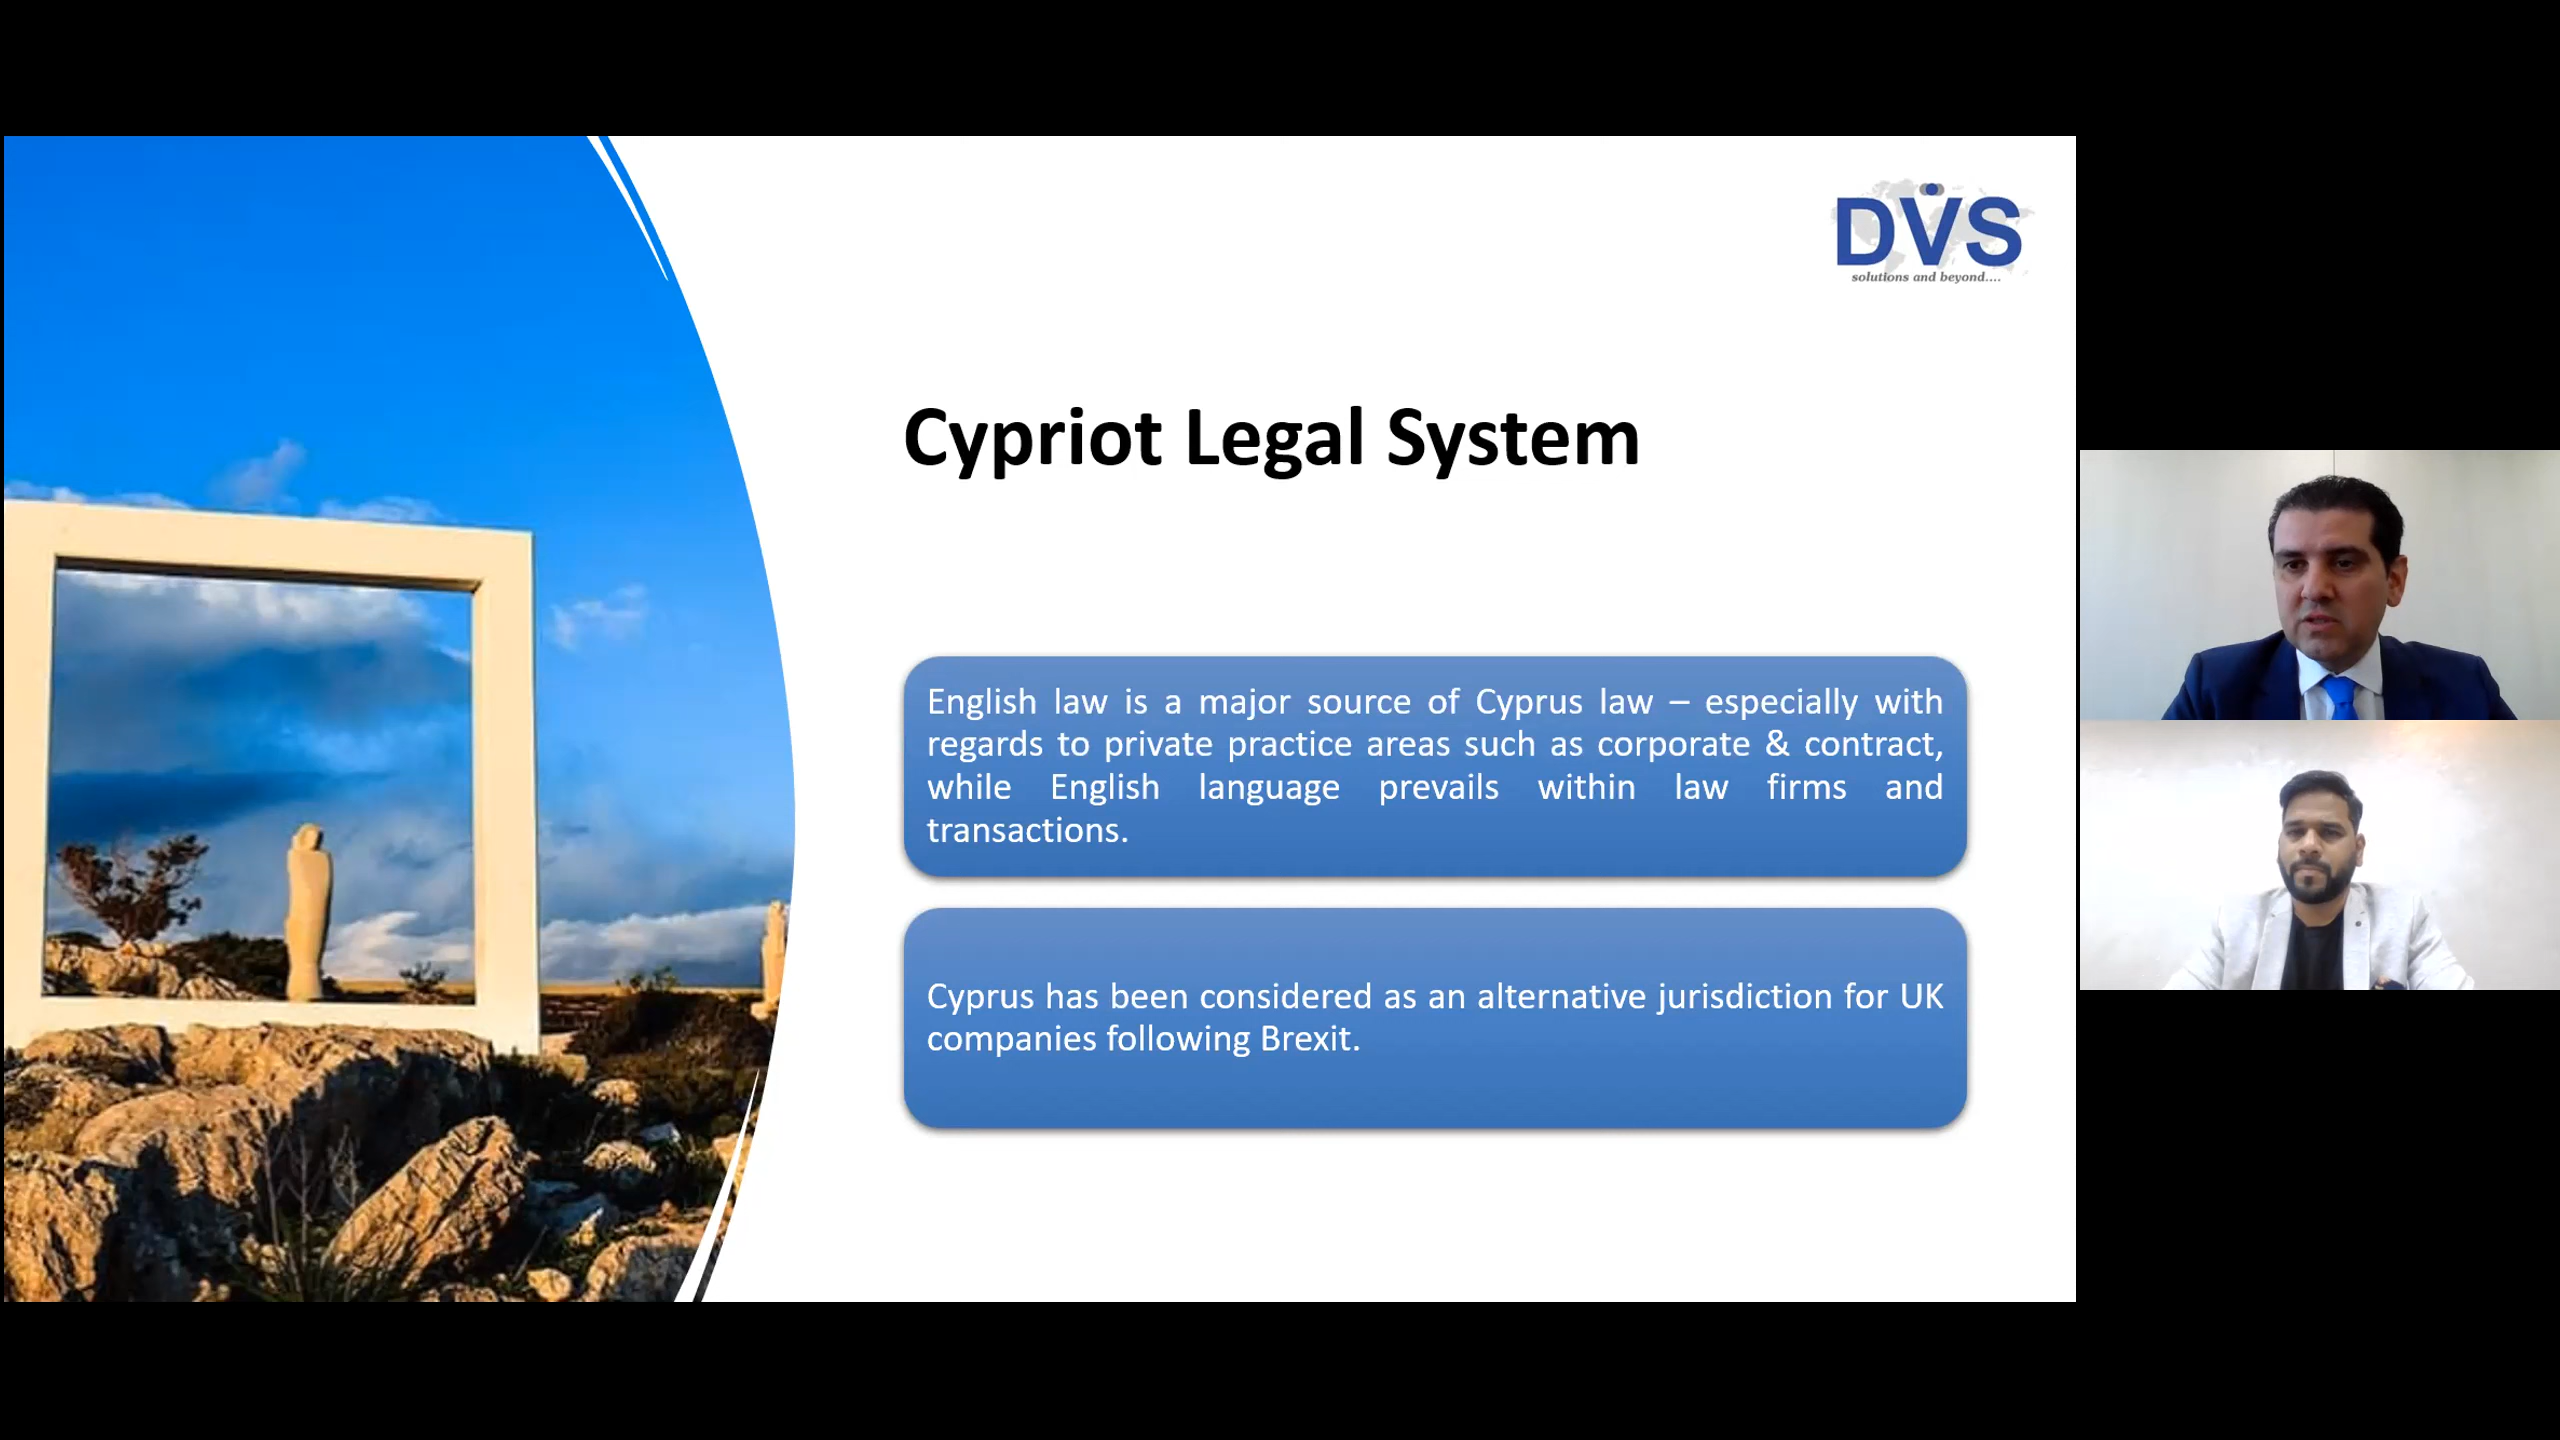 DVS
solutions and beyond....
Cypriot Legal System
English law is a major source of Cyprus law – especially with
regards to private practice areas such as corporate & contract,
while English language prevails within law firms and
transactions.
Cyprus has been considered as an alternative jurisdiction for UK
companies following Brexit.